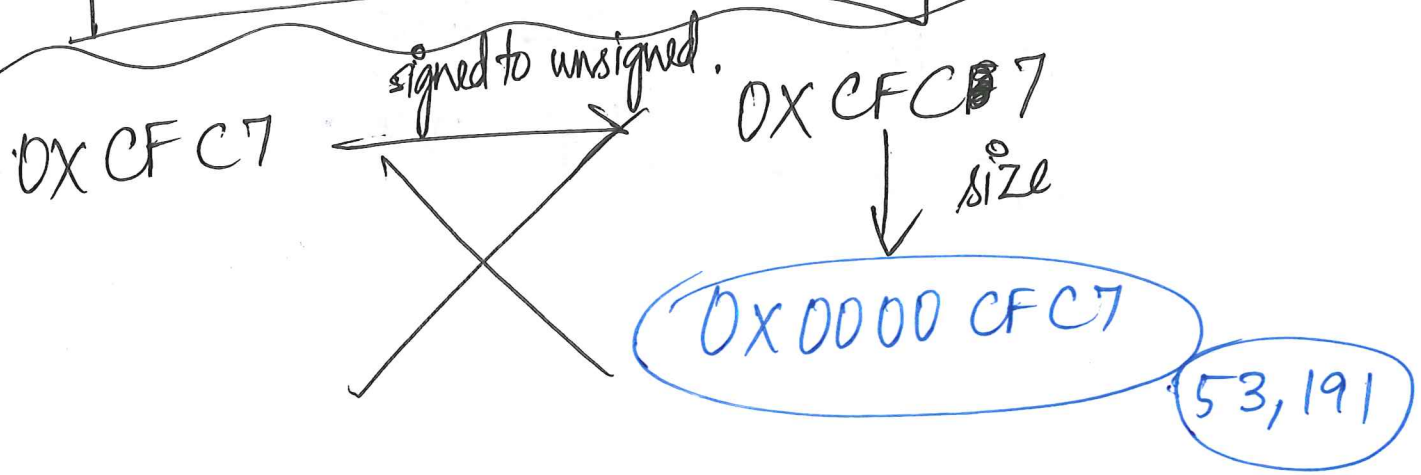 signed to unsigned.
0X CFC7
0X CFC7
size
0X 0000 CFC7
53,191